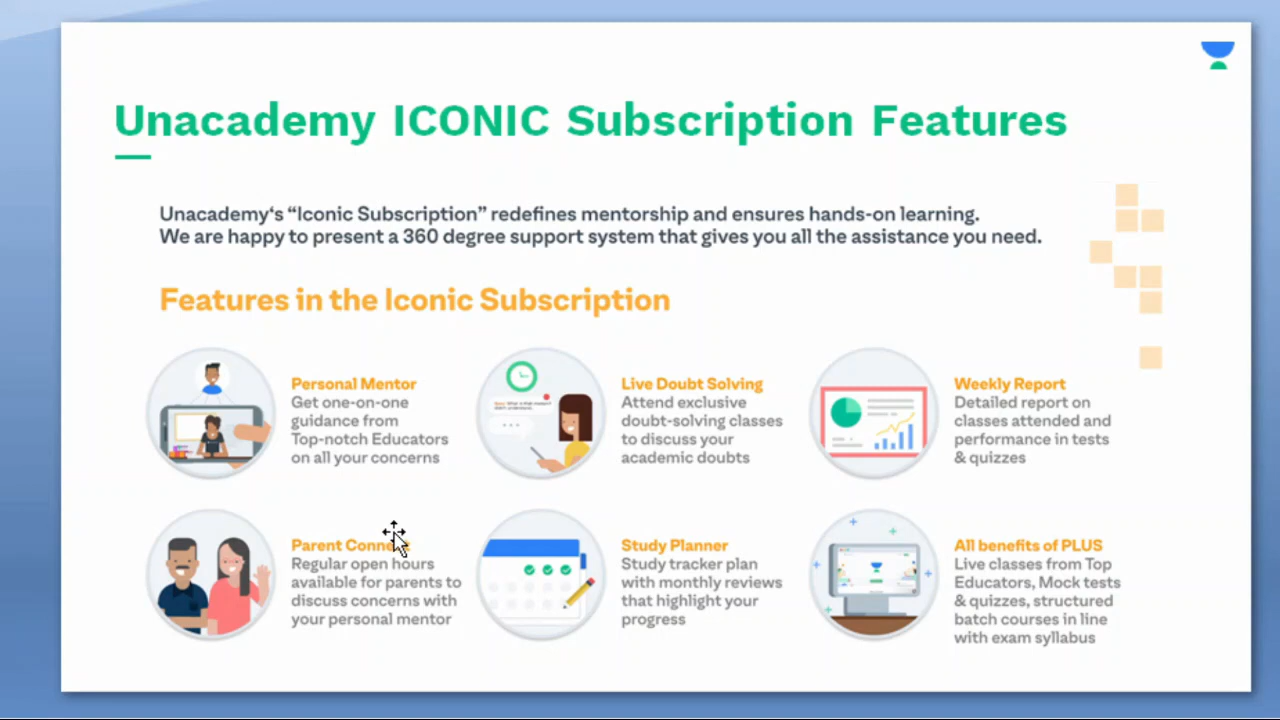 Unacademy ICONIC Subscription Features
Unacademy‘s “Iconic Subscription” redefines mentorship and ensures hands-on learning.
We are happy to present a 360 degree support system that gives you all the assistance you need.
Features in the Iconic Subscription
Personal Mentor
Get one-on-one
guidance from
Top-notch Educators
on all your concerns
Live Doubt Solving
Attend exclusive
doubt-solving classes
to discuss your
academic doubts
Weekly Report
Detailed report on
classes attended and
performance in tests
& quizzes
Parent
Regular open hours
available for parents to
discuss concerns with
your personal mentor
Study Planner
Study tracker plan
with monthly reviews
that highlight your
progress
All benefits of PLUS
Live classes from Top
Educators, Mock tests
& quizzes, structured
batch courses in line
with exam syllabus